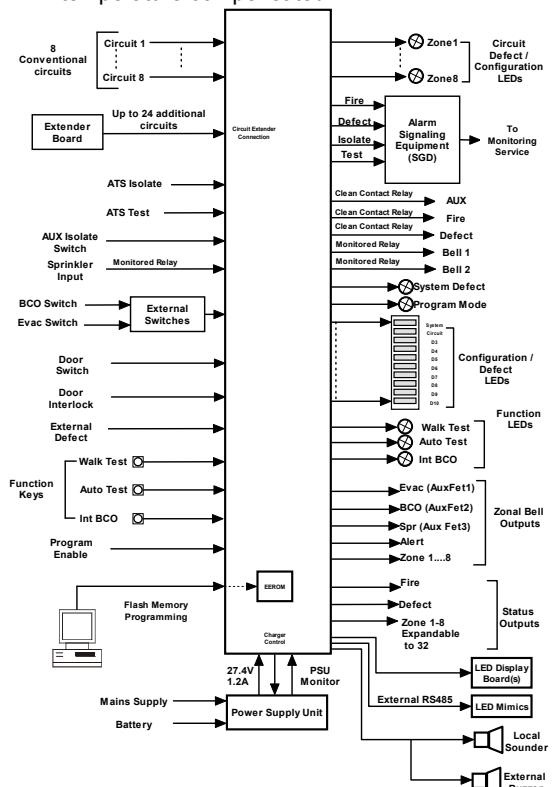 Circuit 1
8
Conventional
circuits
Circuit 8
Extender
Board
Up to 24 additional
circuits
Circuit Extender
Connection
ATS Isolate
ATS Test
AUX Isolate
Switch
Sprinkler
Input
Monitored Relay
BCO Switch
Evac Switch
External
Switches
Door
Switch
Door
Interlock
External
Defect
Function
Keys
Walk Test
Auto Test
Int BCO
Program
Enable
Flash Memory
Programming
EEROM
Charger
Control
27.4V
1.2A
PSU
Monitor
Mains Supply
Battery
Power Supply Unit
Zone1
Zone8
Circuit
Defect /
Configuration
LEDs
Fire
Defect
Isolate
Test
Alarm
Signaling
Equipment
(SGD)
To
Monitoring
Service
Clean Contact Relay
AUX
Clean Contact Relay
Fire
Clean Contact Relay
Defect
Monitored Relay
Bell 1
Monitored Relay
Bell 2
System Defect
Program Mode
System
Circuit
D3
D4
D5
D6
D7
D8
D9
D10
Configuration /
Defect
LEDs
Function
LEDs
Walk Test
Auto Test
Int BCO
Evac (AuxFet1)
BCO (AuxFet2)
Spr (Aux Fet3)
Alert
Zone 1....8
Zonal Bell
Outputs
Fire
Defect
Zone 1-8
Expandable
to 32
Status
Outputs
LED Display
Board(s)
External RS485
LED Mimics
Local
Sounder
External